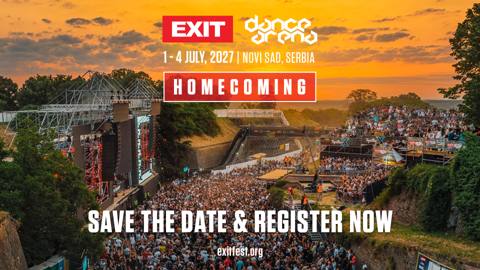 EXIT dance arena
1 - 4 JULY, 2027 | NOVI SAD, SERBIA
HOMECOMING
SAVE THE DATE & REGISTER NOW
exitfest.org